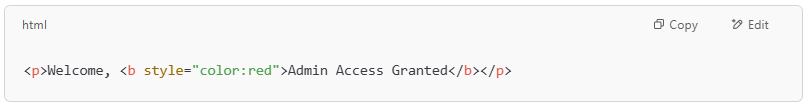 html
Copy
Edit
<p>Welcome, <b style="color:red">Admin Access Granted</b></p>